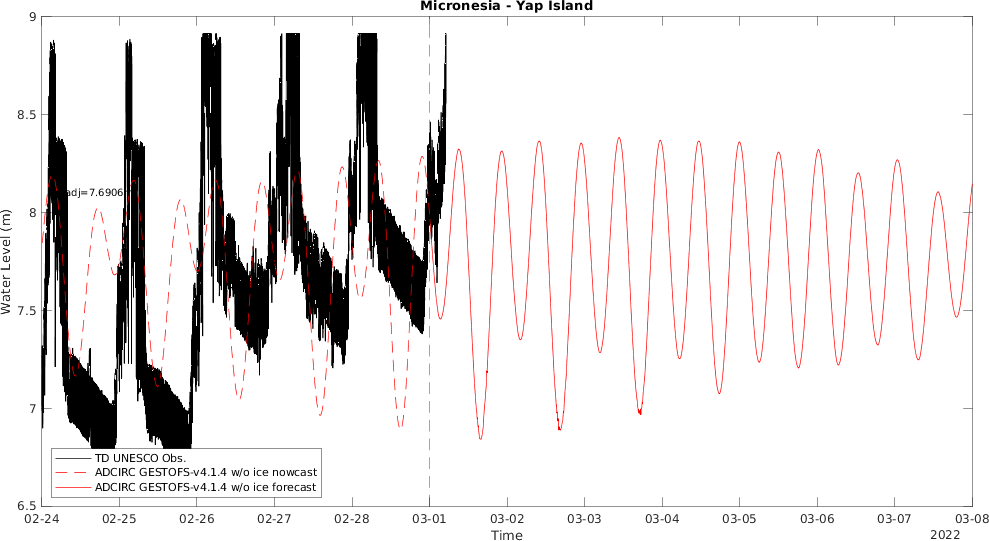 Micronesia - Yap Island
9
8.5
adj=7.6906
8
Water Level (m)
7.5
7
TD UNESCO Obs.
ADCIRC GESTOFS-v4.1.4 w/o ice nowcast
ADCIRC GESTOFS-v4.1.4 w/o ice forecast
6.5
02-24 02-25 02-26 02-27 02-28 03-01 03-02 03-03 03-04 03-05 03-06 03-07 03-08
Time
2022